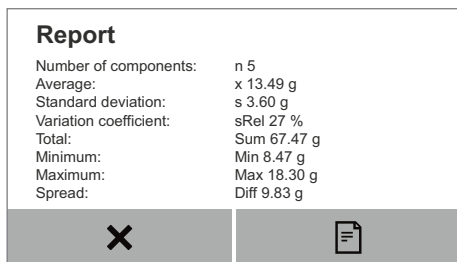 Report
Number of components: n 5
Average: x 13.49 g
Standard deviation: s 3.60 g
Variation coefficient: sRel 27 %
Total: Sum 67.47 g
Minimum: Min 8.47 g
Maximum: Max 18.30 g
Spread: Diff 9.83 g